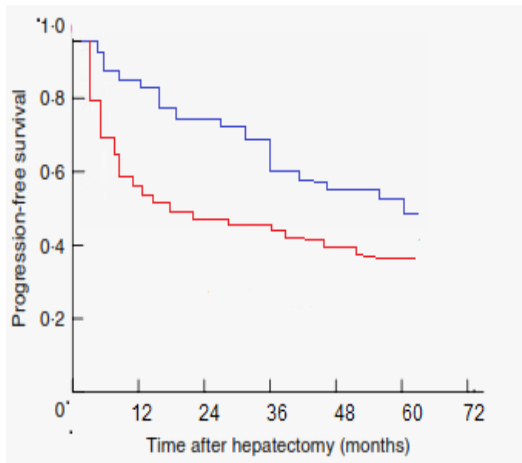 1·0
0·8
0·6
0·4
0·2
0
12 24 36 48 60 72
Progression-free survival
Time after hepatectomy (months)